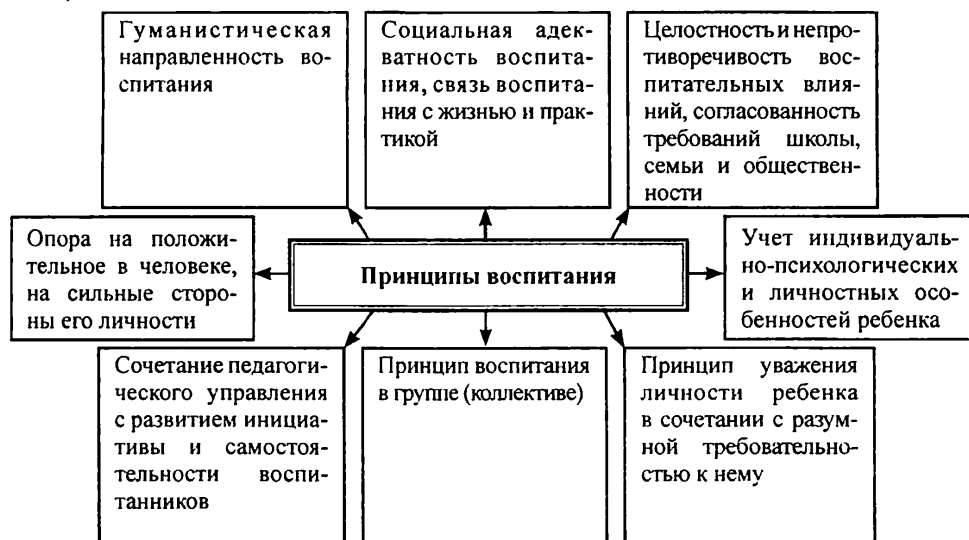 Гуманистическая
направленность во-
спитания
Социальная адек-
ватность воспита-
ния, связь воспита-
ния с жизнью и прак-
тикой
Целостность и непро-
тиворечивость вос-
питательных влия-
ний, согласованность
требований школы,
семьи и обществен-
ности
Опора на положи-
тельное в человеке,
на сильные сторо-
ны его личности
Принципы воспитания
Учет индивидуаль-
но-психологических
и личностных осо-
бенностей ребенка
Сочетание педагоги-
ческого управления
с развитием инициа-
тивы и самостоя-
тельности воспи-
танников
Принцип воспитания
в группе (коллективе)
Принцип уважения
личности ребенка
в сочетании с разум-
ной требовательно-
стью к нему